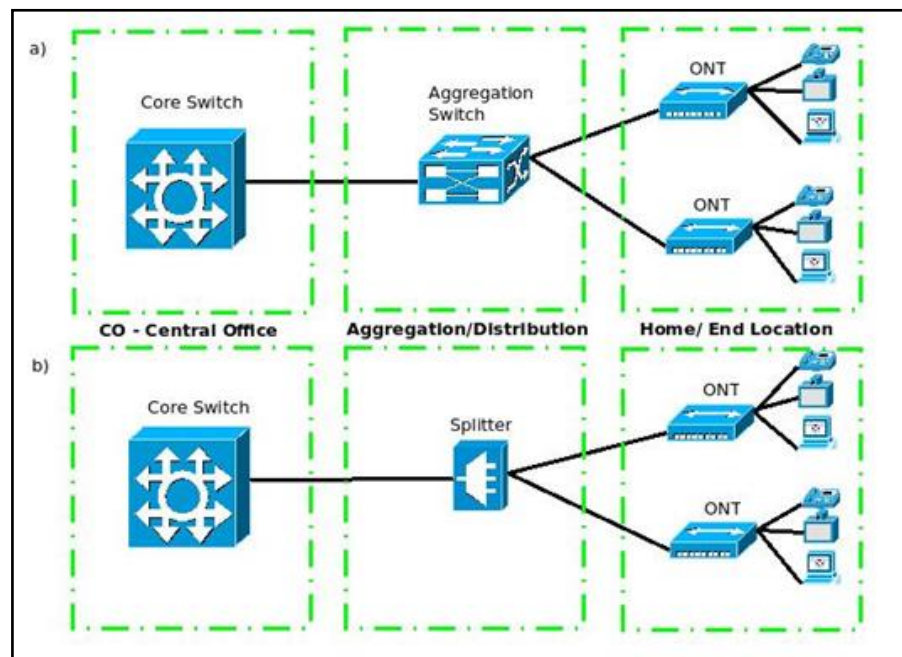 a)
Core Switch
Aggregation
Switch
ONT
ONT
CO - Central Office
Aggregation/Distribution
Home/ End Location
b)
Core Switch
Splitter
ONT
ONT